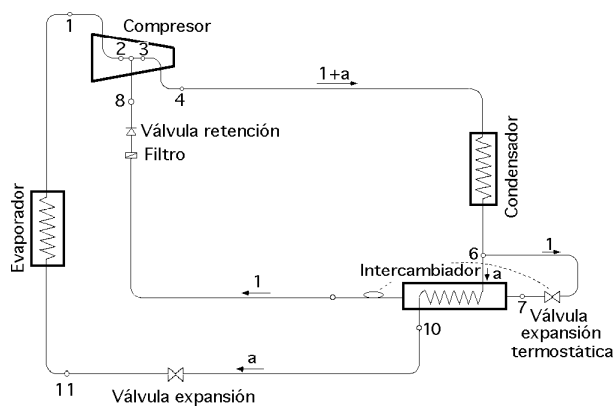 1
Compresor
2
3
8
4
1+a
Válvula retención
Filtro
Condensador
Evaporador
6
1
Intercambiador
a
1
7
Válvula
expansión
termostática
10
a
11
Válvula expansión